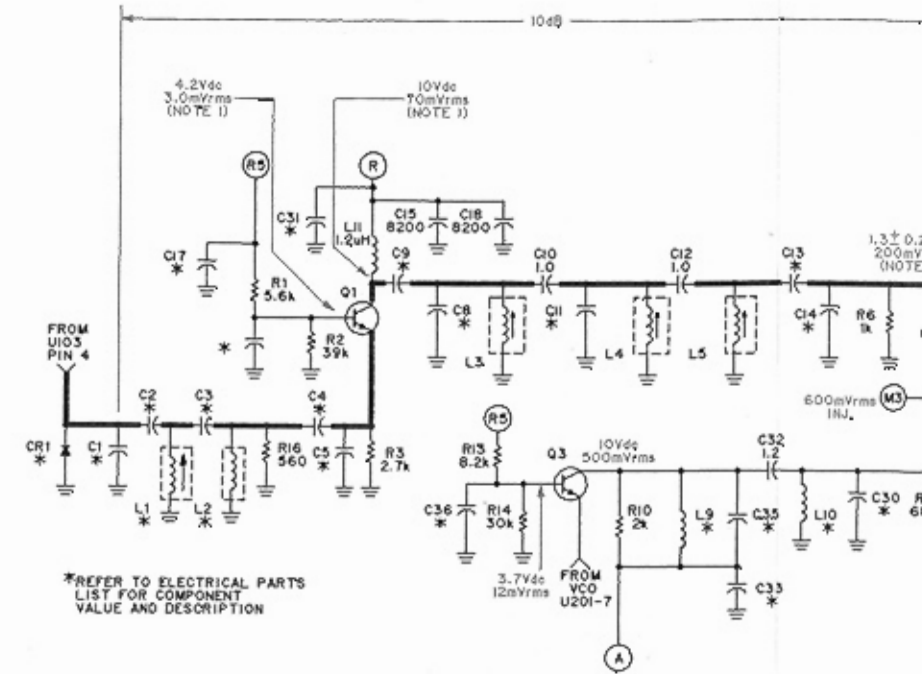 10dB
4.2Vdc
3.0mVrms
(NOTE 1)
10Vdc
70mVrms
(NOTE 1)
R5
R
C31
*
L11
1.2uH
C15
8200
C18
8200
C17
*
R1
5.6k
Q1
C9
*
C10
1.0
C12
1.0
C13
*
1.3±0.2
200mV
(NOTE
FROM
U103
PIN 4
*
R2
39k
C8
*
L3
C11
*
L4
L5
C14
*
R6
1k
600mVrms
INJ.
M3
C2
*
C3
*
C4
*
CR1
*
C1
*
L1
*
L2
*
R16
560
C5
*
R3
2.7k
R5
R13
8.2k
Q3
10Vdc
500mVrms
C32
1.2
C36
*
R14
30k
R10
2k
L9
*
C35
*
L10
*
C30
*
3.7Vdc
12mVrms
FROM
VCO
U201-7
C33
*
A
*REFER TO ELECTRICAL PARTS
LIST FOR COMPONENT
VALUE AND DESCRIPTION